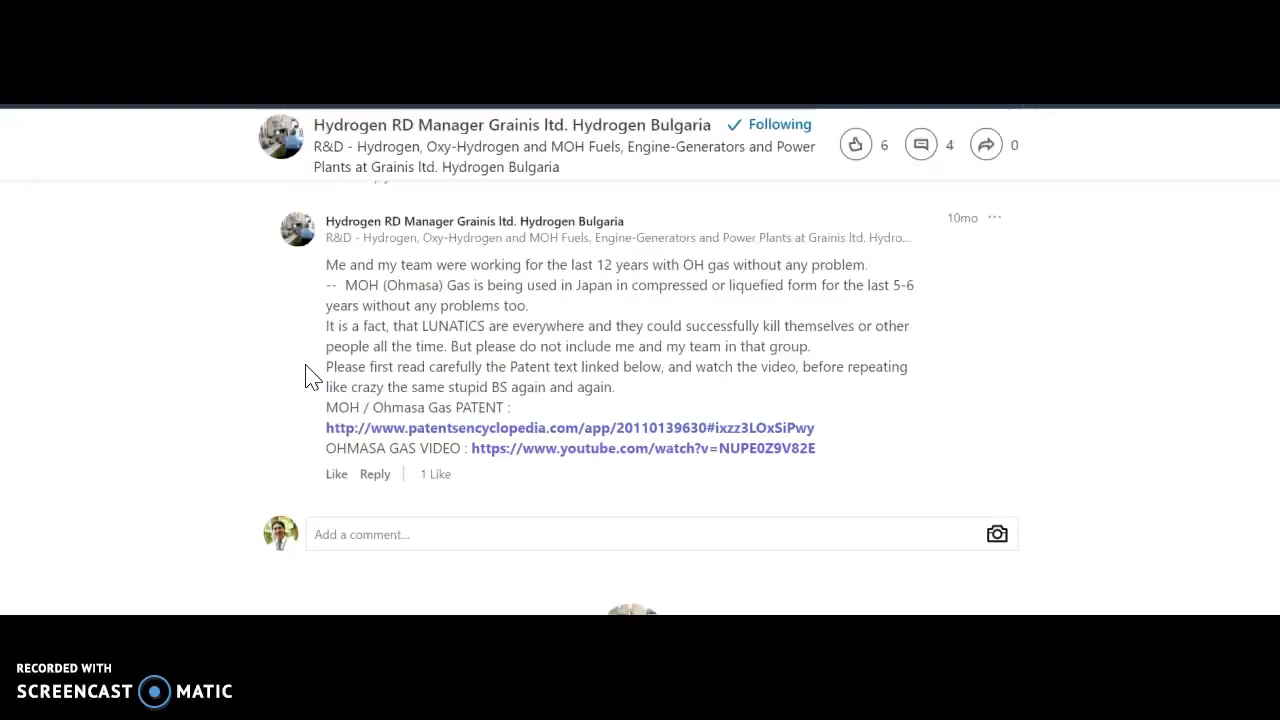 Hydrogen RD Manager Grainis ltd. Hydrogen Bulgaria ✓ Following
R&D - Hydrogen, Oxy-Hydrogen and MOH Fuels, Engine-Generators and Power
Plants at Grainis ltd. Hydrogen Bulgaria
6 4 0
Hydrogen RD Manager Grainis ltd. Hydrogen Bulgaria
10mo ...
R&D - Hydrogen, Oxy-Hydrogen and MOH Fuels, Engine-Generators and Power Plants at Grainis ltd. Hydro...
Me and my team were working for the last 12 years with OH gas without any problem.
-- MOH (Ohmasa) Gas is being used in Japan in compressed or liquefied form for the last 5-6
years without any problems too.
It is a fact, that LUNATICS are everywhere and they could successfully kill themselves or other
people all the time. But please do not include me and my team in that group.
Please first read carefully the Patent text linked below, and watch the video, before repeating
like crazy the same stupid BS again and again.
MOH / Ohmasa Gas PATENT :
http://www.patentsencyclopedia.com/app/20110139630#ixzz3LOxSiPwy
OHMASA GAS VIDEO : https://www.youtube.com/watch?v=NUPE0Z9V82E
Like Reply 1 Like
Add a comment...
RECORDED WITH
SCREENCAST MATIC